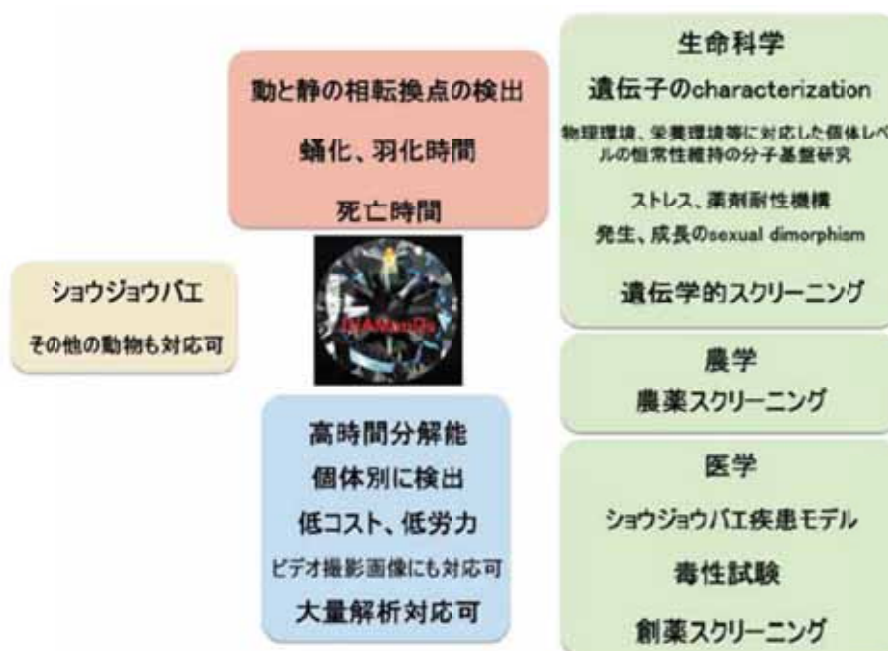 ショウジョウバエ
その他の動物も対応可
動と静の相転換点の検出
蛹化、羽化時間
死亡時間
高時間分解能
個体別に検出
低コスト、低労力
ビデオ撮影画像にも対応可
大量解析対応可
生命科学
遺伝子のcharacterization
物理環境、栄養環境等に対応した個体レベ
ルの恒常性維持の分子基盤研究
ストレス、薬剤耐性機構
発生、成長のsexual dimorphism
遺伝学的スクリーニング
農学
農薬スクリーニング
医学
ショウジョウバエ疾患モデル
毒性試験
創薬スクリーニング